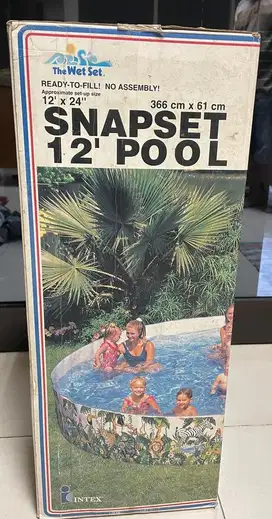 The Wet Set.
READY-TO-FILL! NO ASSEMBLY!
Approximate set-up size
12' x 24" 366 cm x 61 cm
SNAPSET
12' POOL
INTEX